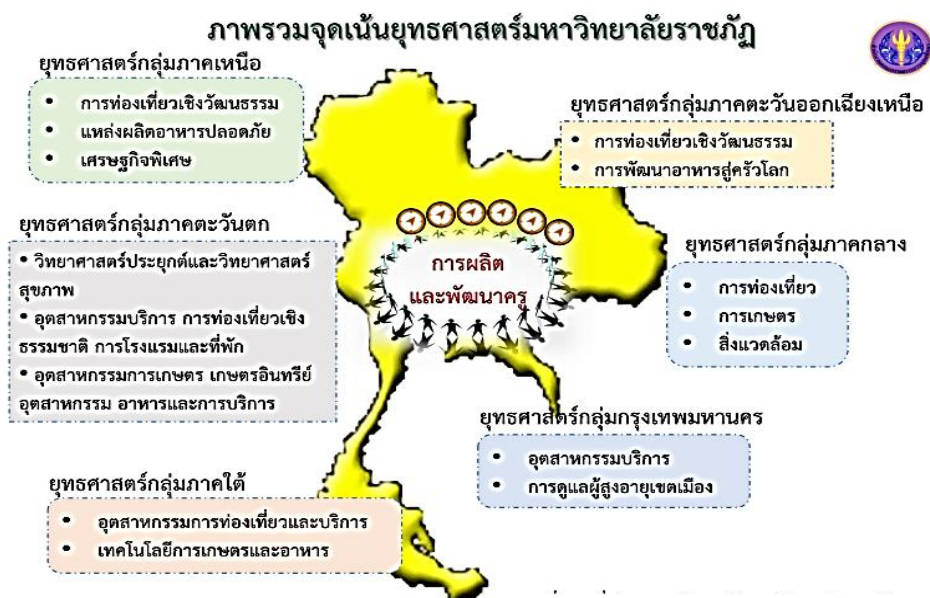 ภาพรวมจุดเน้นยุทธศาสตร์มหาวิทยาลัยราชภัฏ
ยุทธศาสตร์กลุ่มภาคเหนือ
• การท่องเที่ยวเชิงวัฒนธรรม
• แหล่งผลิตอาหารปลอดภัย
• เศรษฐกิจพิเศษ
ยุทธศาสตร์กลุ่มภาคตะวันออกเฉียงเหนือ
• การท่องเที่ยวเชิงวัฒนธรรม
• การพัฒนาอาหารสู่ครัวโลก
ยุทธศาสตร์กลุ่มภาคตะวันตก
• วิทยาศาสตร์ประยุกต์และวิทยาศาสตร์
สุขภาพ
• อุตสาหกรรมบริการ การท่องเที่ยวเชิง
ธรรมชาติ การโรงแรมและที่พัก
• อุตสาหกรรมการเกษตร เกษตรอินทรีย์
อุตสาหกรรม อาหารและการบริการ
การผลิต
และพัฒนาครู
ยุทธศาสตร์กลุ่มภาคกลาง
• การท่องเที่ยว
• การเกษตร
• สิ่งแวดล้อม
ยุทธศาสตร์กลุ่มกรุงเทพมหานคร
• อุตสาหกรรมบริการ
• การดูแลผู้สูงอายุเขตเมือง
ยุทธศาสตร์กลุ่มภาคใต้
• อุตสาหกรรมการท่องเที่ยวและบริการ
• เทคโนโลยีการเกษตรและอาหาร